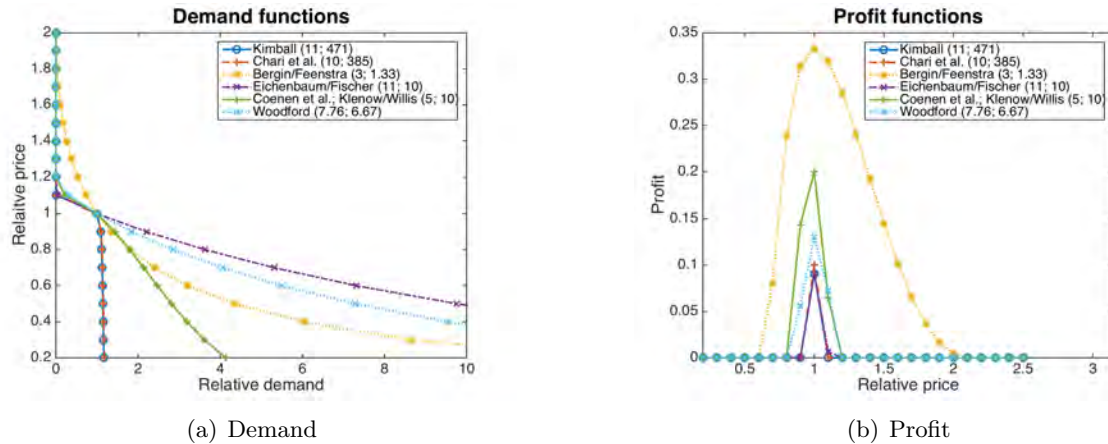 Demand functions
Relaitve price
2
1.8
1.6
1.4
1.2
1
0.8
0.6
0.4
0.2
0
2
4
6
8
10
Relative demand
Kimball (11; 471)
Chari et al. (10; 385)
Bergin/Feenstra (3; 1.33)
Eichenbaum/Fischer (11; 10)
Coenen et al.; Klenow/Willis (5; 10)
Woodford (7.76; 6.67)
(a) Demand
Profit functions
Profit
0.35
0.3
0.25
0.2
0.15
0.1
0.05
0
0.5
1
1.5
2
2.5
3
Relative price
Kimball (11; 471)
Chari et al. (10; 385)
Bergin/Feenstra (3; 1.33)
Eichenbaum/Fischer (11; 10)
Coenen et al.; Klenow/Willis (5; 10)
Woodford (7.76; 6.67)
(b) Profit